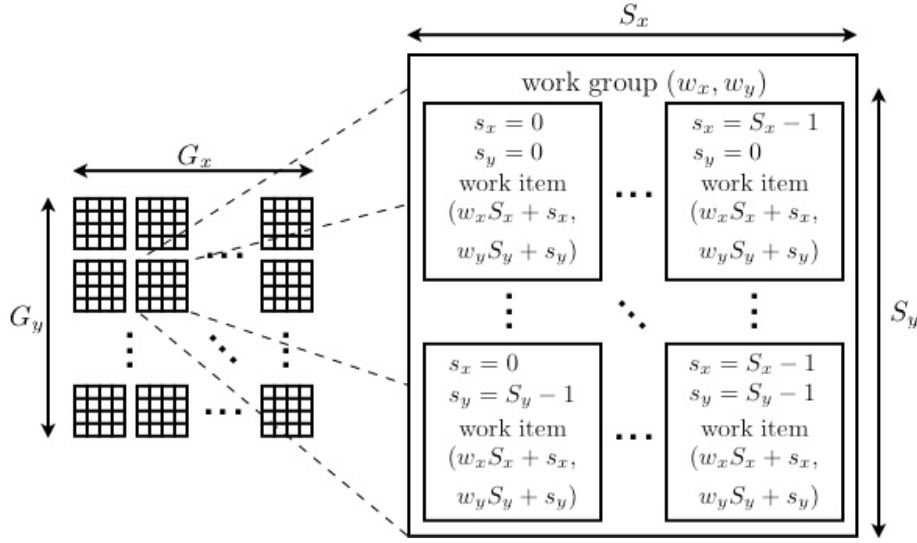 S_x
work group (w_x, w_y)
G_x
G_y
s_x = 0
s_y = 0
work item
(w_xS_x + s_x,
w_yS_y + s_y)
...
s_x = S_x − 1
s_y = 0
work item
(w_xS_x + s_x,
w_yS_y + s_y)
S_y
s_x = 0
s_y = S_y − 1
work item
(w_xS_x + s_x,
w_yS_y + s_y)
...
s_x = S_x − 1
s_y = S_y − 1
work item
(w_xS_x + s_x,
w_yS_y + s_y)